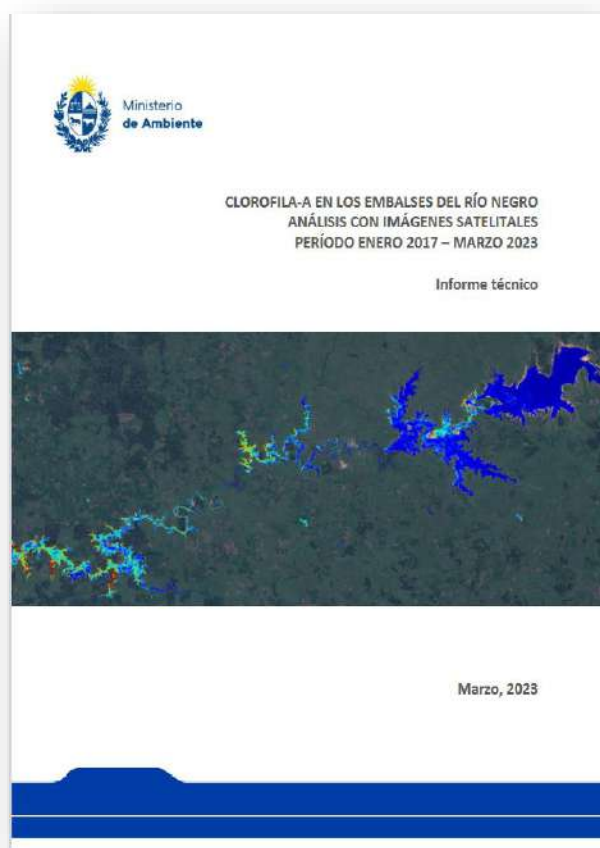 Ministerio
de Ambiente
CLOROFILA-A EN LOS EMBALSES DEL RÍO NEGRO
ANÁLISIS CON IMÁGENES SATELITALES
PERÍODO ENERO 2017 – MARZO 2023
Informe técnico
Marzo, 2023